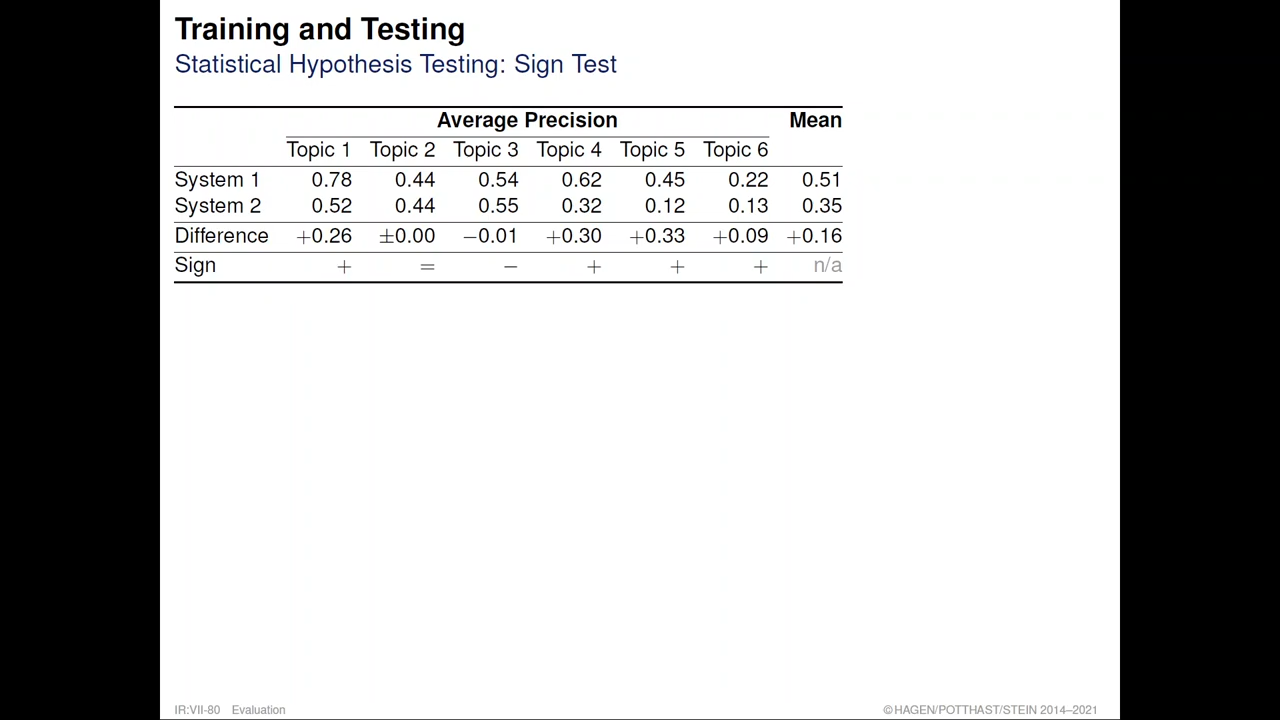 Training and Testing
Statistical Hypothesis Testing: Sign Test
Average Precision Mean
Topic 1 Topic 2 Topic 3 Topic 4 Topic 5 Topic 6
System 1 0.78 0.44 0.54 0.62 0.45 0.22 0.51
System 2 0.52 0.44 0.55 0.32 0.12 0.13 0.35
Difference +0.26 ±0.00 −0.01 +0.30 +0.33 +0.09 +0.16
Sign + = − + + + n/a
IR:VII-80 Evaluation ©HAGEN/POTTHAST/STEIN 2014–2021